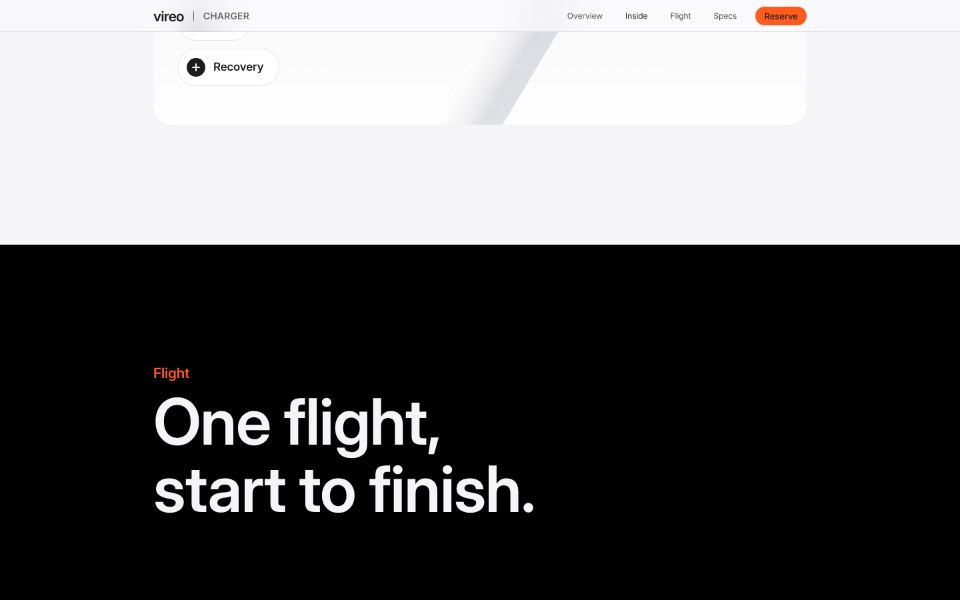 vireo | CHARGER
Overview
Inside
Flight
Specs
Reserve
Recovery
Flight
One flight,
start to finish.